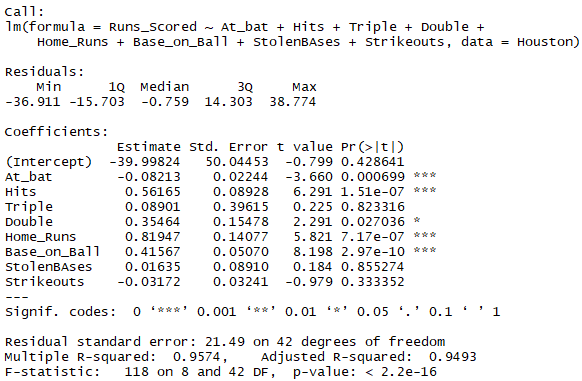 Call:
lm(formula = Runs_Scored ~ At_bat + Hits + Triple + Double +
    Home_Runs + Base_on_Ball + StolenBAses + Strikeouts, data = Houston)

Residuals:
    Min      1Q  Median      3Q     Max
-36.911 -15.703  -0.759  14.303  38.774

Coefficients:
              Estimate Std. Error t value Pr(>|t|)
(Intercept)  -39.99824   50.04453  -0.799 0.428641
At_bat        -0.08213    0.02244  -3.660 0.000699 ***
Hits           0.56165    0.08928   6.291 1.51e-07 ***
Triple         0.08901    0.39615   0.225 0.823316
Double         0.35464    0.15478   2.291 0.027036 *
Home_Runs      0.81947    0.14077   5.821 7.17e-07 ***
Base_on_Ball   0.41567    0.05070   8.198 2.97e-10 ***
StolenBAses    0.01635    0.08910   0.184 0.855274
Strikeouts    -0.03172    0.03241  -0.979 0.333352
---
Signif. codes:  0 ‘***’ 0.001 ‘**’ 0.01 ‘*’ 0.05 ‘.’ 0.1 ‘ ’ 1

Residual standard error: 21.49 on 42 degrees of freedom
Multiple R-squared:  0.9574,	Adjusted R-squared:  0.9493
F-statistic:   118 on 8 and 42 DF,  p-value: < 2.2e-16